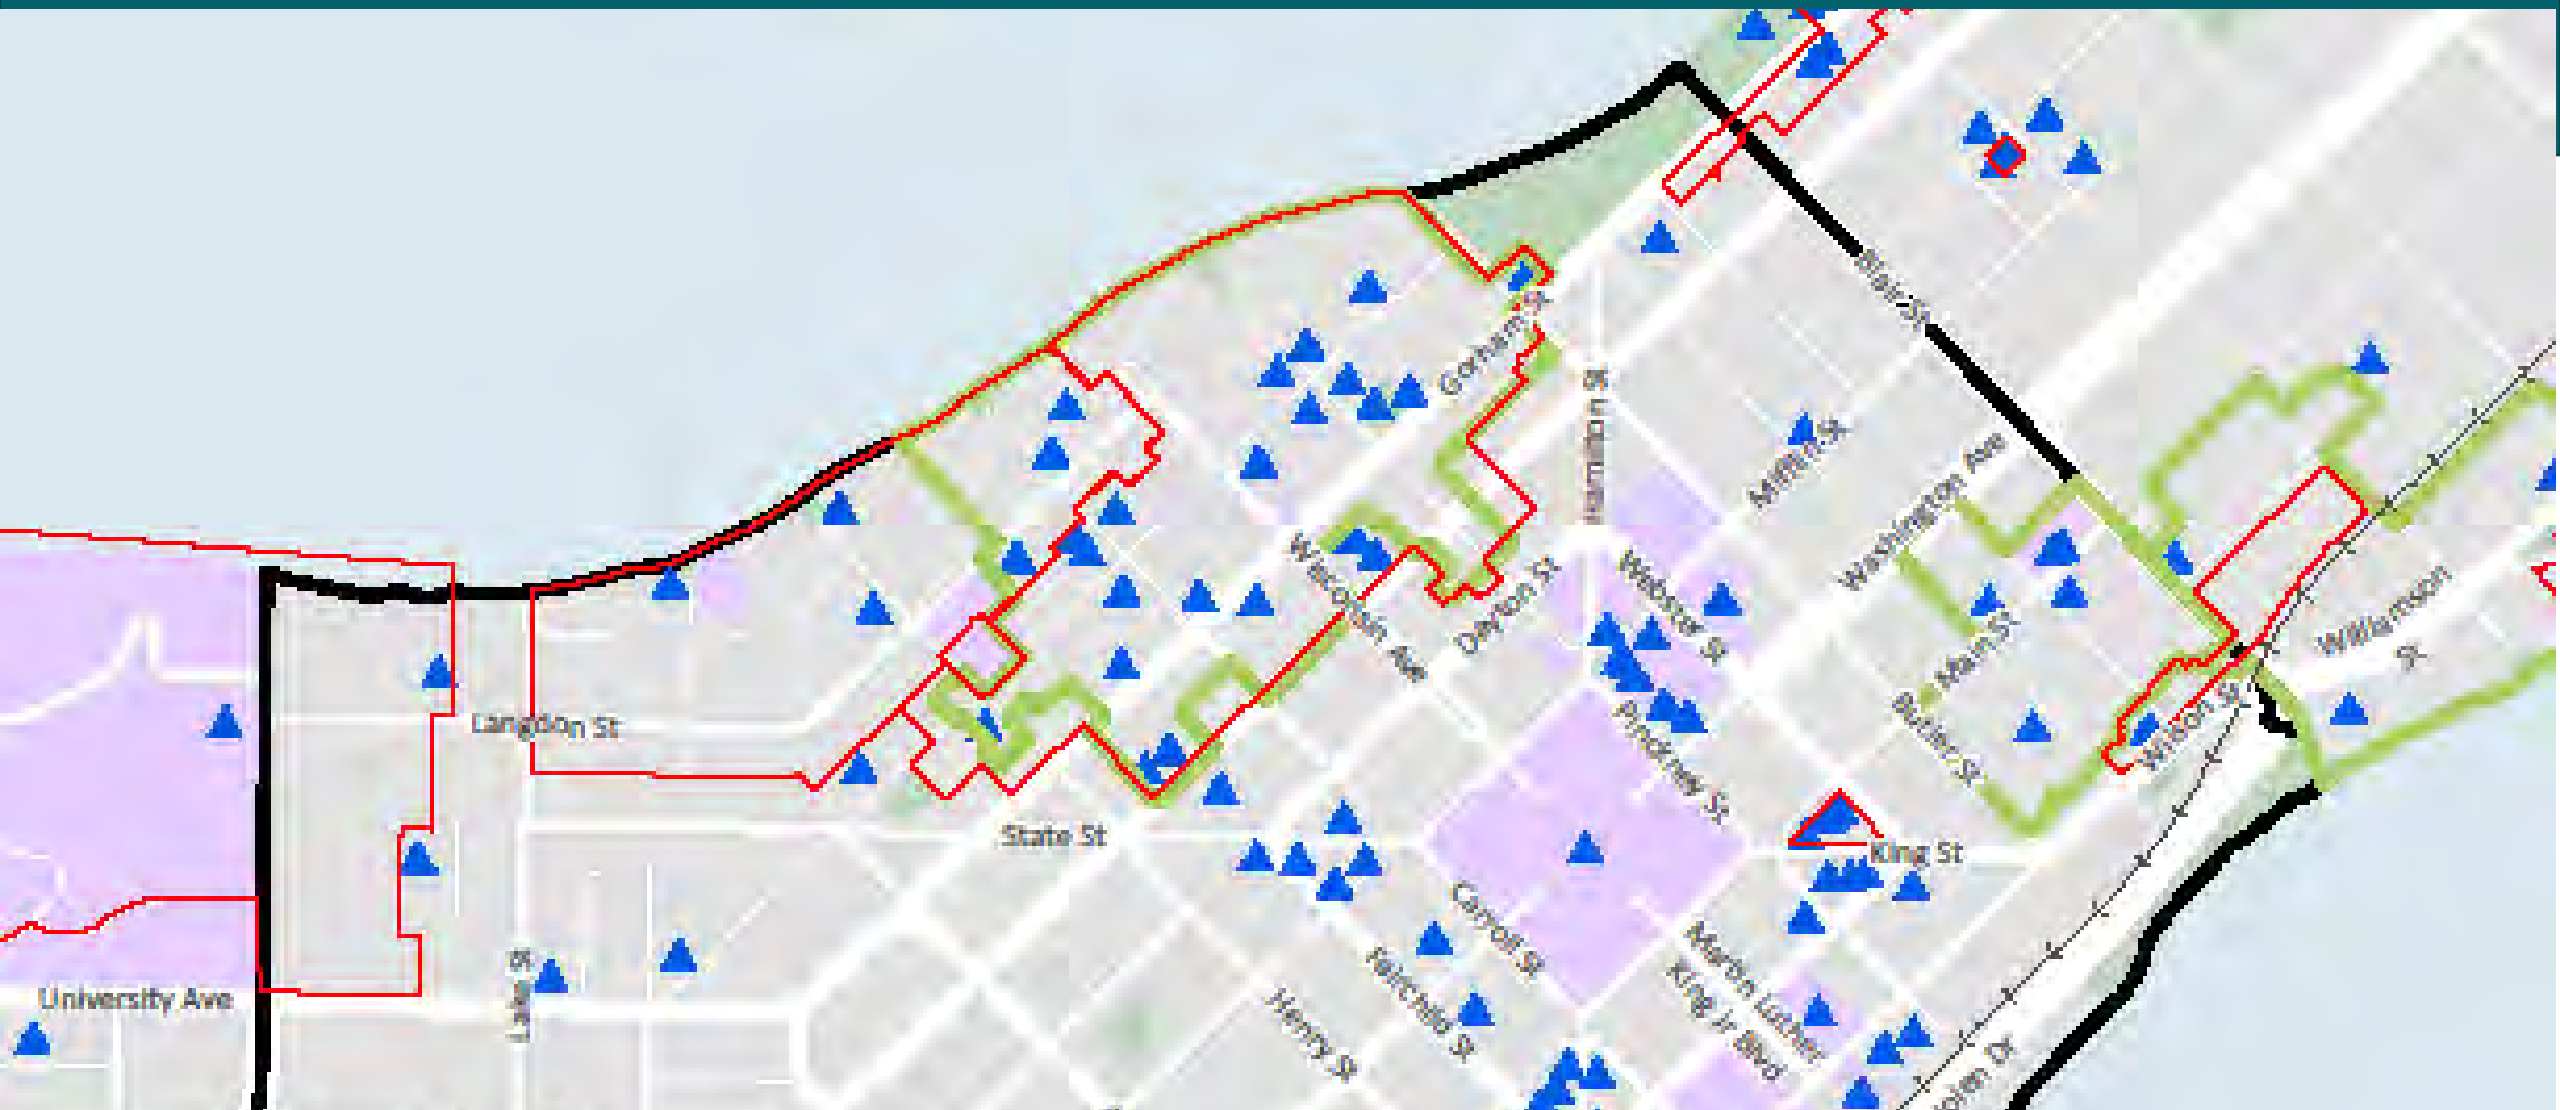 Blair St
Gorham St
Hamilton St
Mifflin St
Washington Ave
Wisconsin Ave
Dayton St
Webster St
Main St
Butler St
Williamson
St
Wilson St
Langdon St
Pinckney St
State St
King St
Carroll St
Fairchild St
Martin Luther
King Jr Blvd
Henry St
Lake St
University Ave
Dr